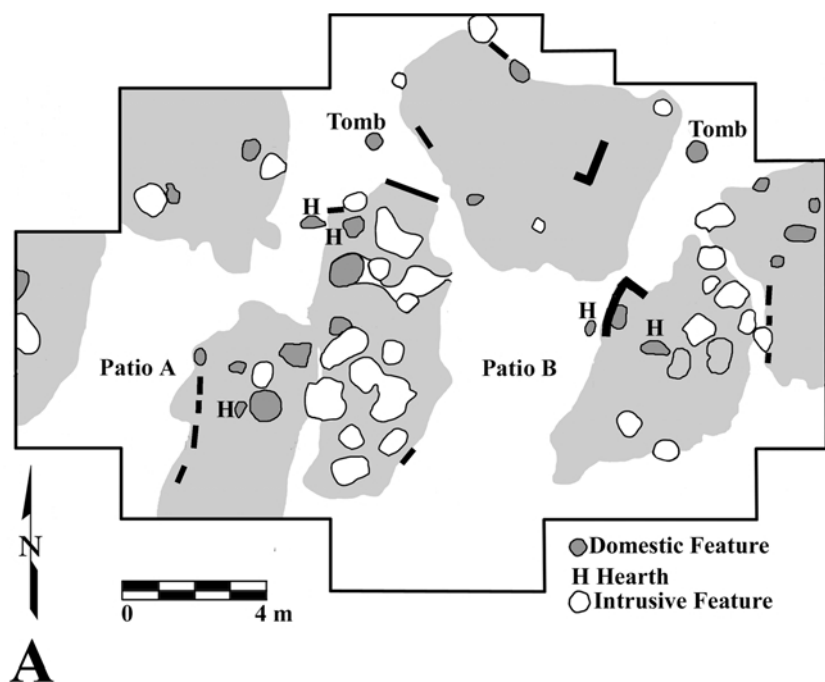 Tomb
Tomb
H
H
Patio A
H
Patio B
H
H
N
0 4 m
Domestic Feature
H Hearth
Intrusive Feature
A